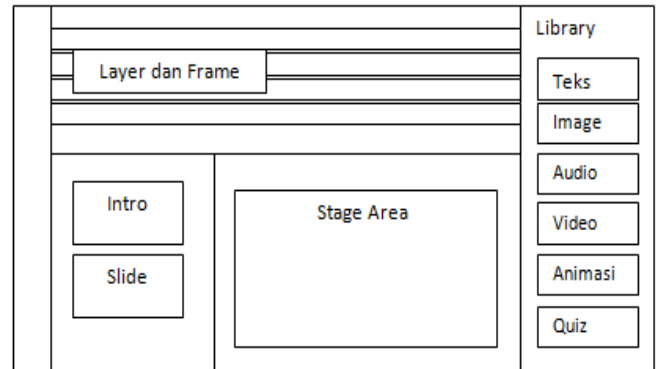 Library
Layer dan Frame
Teks
Image
Audio
Intro
Stage Area
Video
Slide
Animasi
Quiz